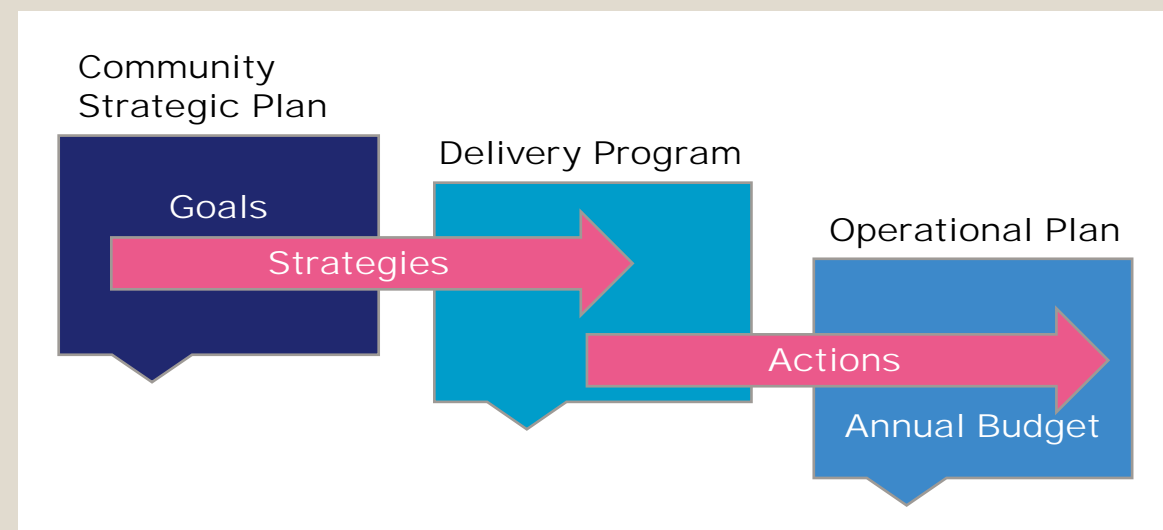 Community
Strategic Plan
Goals
Delivery Program
Strategies
Operational Plan
Actions
Annual Budget